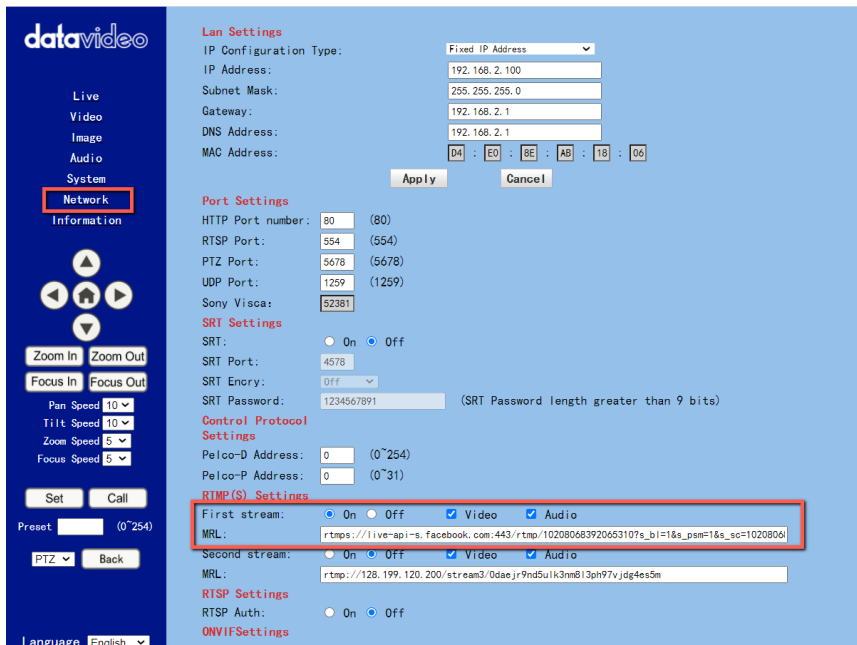 datavideo
Live
Video
Image
Audio
System
Network
Information
Zoom In Zoom Out
Focus In Focus Out
Pan Speed 10
Tilt Speed 10
Zoom Speed 5
Focus Speed 5
Set Call
Preset (0~254)
PTZ Back
Language English
Lan Settings
IP Configuration Type: Fixed IP Address
IP Address: 192.168.2.100
Subnet Mask: 255.255.255.0
Gateway: 192.168.2.1
DNS Address: 192.168.2.1
MAC Address: D4 : E0 : 8E : AB : 18 : 06
Apply Cancel
Port Settings
HTTP Port number: 80 (80)
RTSP Port: 554 (554)
PTZ Port: 5678 (5678)
UDP Port: 1259 (1259)
Sony Visca: 52381
SRT Settings
SRT: On Off
SRT Port: 4578
SRT Encry: Off
SRT Password: 1234567891 (SRT Password length greater than 9 bits)
Control Protocol
Settings
Pelco-D Address: 0 (0~254)
Pelco-P Address: 0 (0~31)
RTMP(S) Settings
First stream: On Off Video Audio
MRL: rtmps://live-api-s.facebook.com:443/rtmp/10208068392065310?s_bl=1&s_psm=1&s_sc=1020806
Second stream: On Off Video Audio
MRL: rtmp://128.199.120.200/stream3/0daejr9nd5ulk3nm8l3ph97vjdg4es5m
RTSP Settings
RTSP Auth: On Off
ONVIFSettings